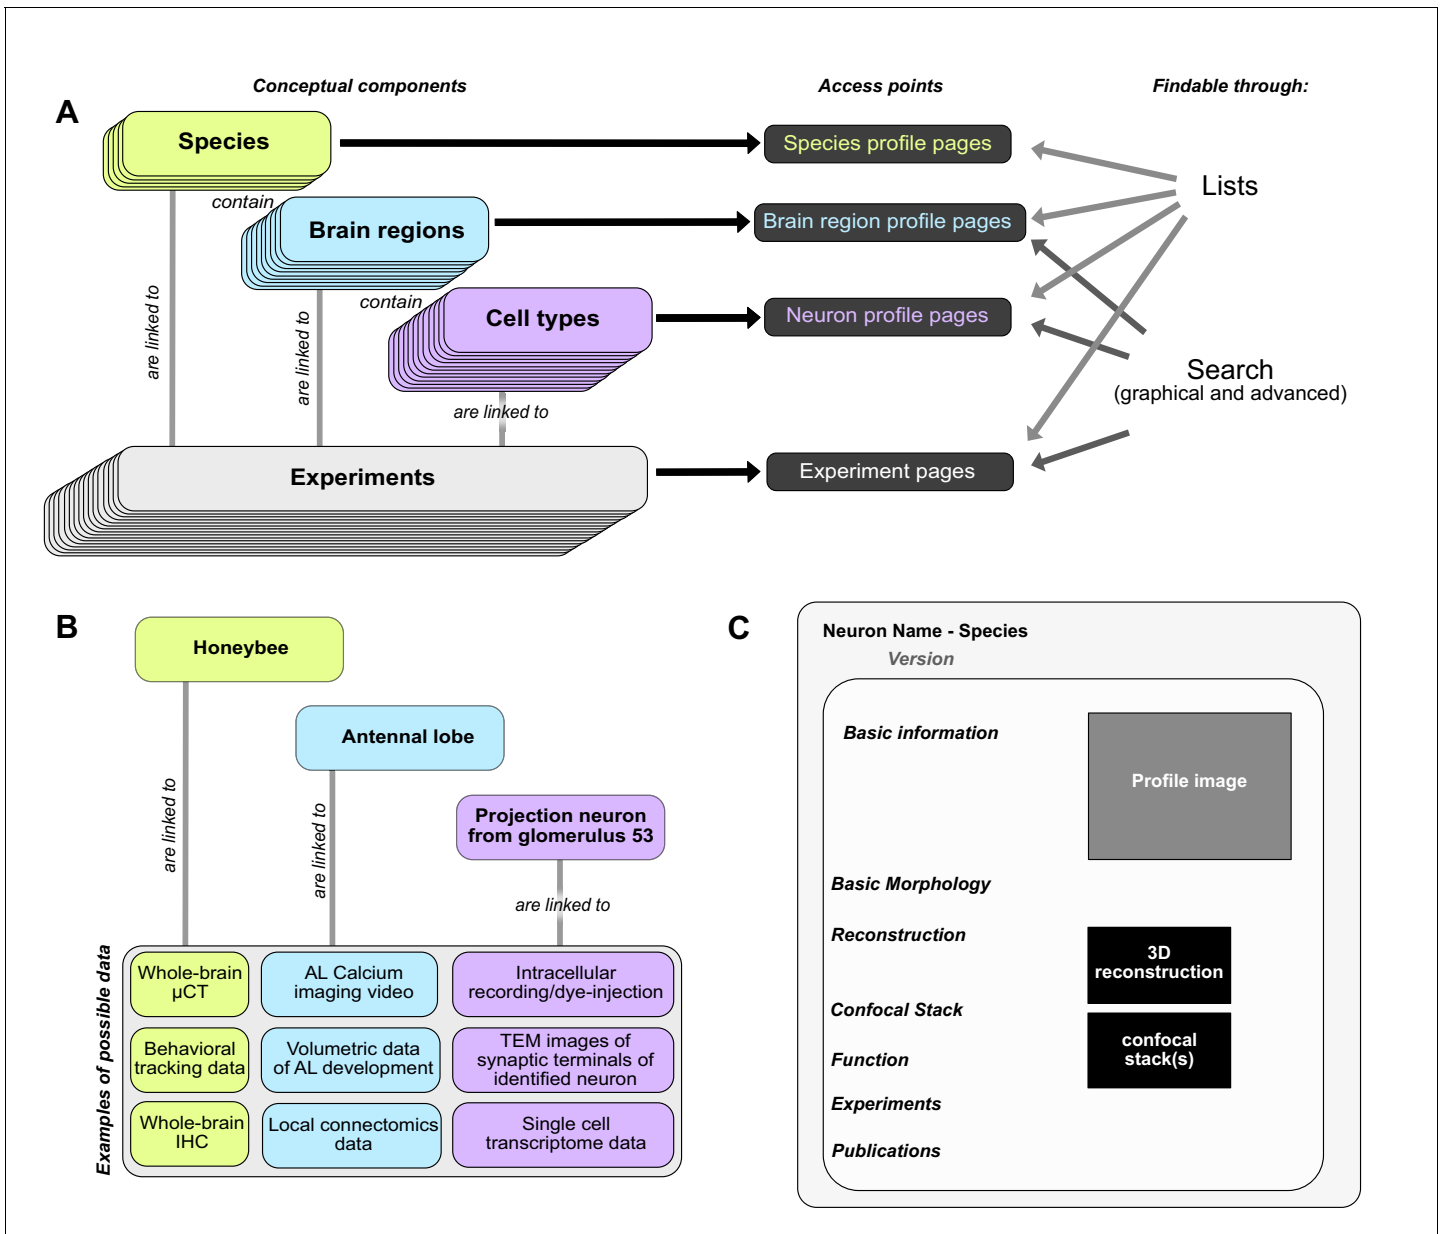 Conceptual components
Access points
Findable through:
A
Species
Species profile pages
Lists
contain
Brain regions
Brain region profile pages
are linked to
are linked to
contain
Cell types
Neuron profile pages
Search
(graphical and advanced)
are linked to
Experiments
Experiment pages
B
Honeybee
Antennal lobe
Projection neuron
from glomerulus 53
are linked to
are linked to
are linked to
Examples of possible data
Whole-brain
µCT
AL Calcium
imaging video
Intracellular
recording/dye-injection
Behavioral
tracking data
Volumetric data
of AL development
TEM images of
synaptic terminals of
identified neuron
Whole-brain
IHC
Local connectomics
data
Single cell
transcriptome data
C
Neuron Name - Species
Version
Basic information
Profile image
Basic Morphology
Reconstruction
3D
reconstruction
Confocal Stack
confocal
stack(s)
Function
Experiments
Publications